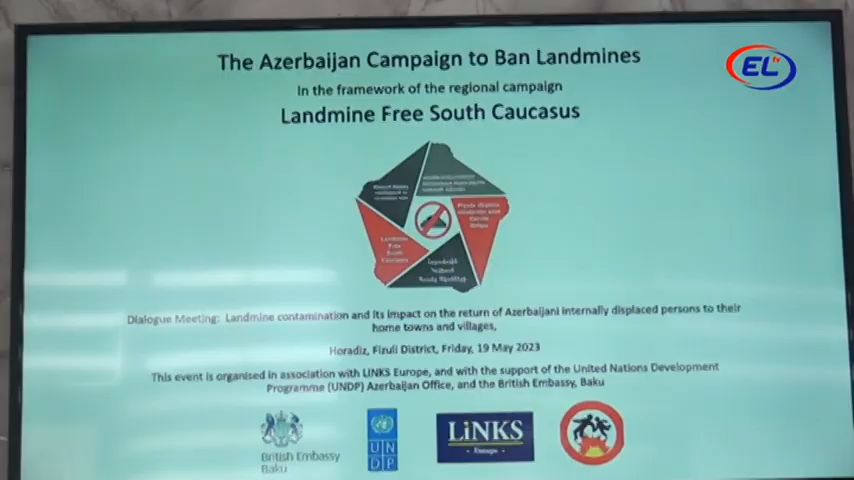 The Azerbaijan Campaign to Ban Landmines
EL tv
In the framework of the regional campaign
Landmine Free South Caucasus
Landmine
Free
South
Caucasus
Dialogue Meeting: Landmine contamination and its impact on the return of Azerbaijani internally displaced persons to their
home towns and villages,
Horadiz, Fizuli District, Friday, 19 May 2023
This event is organised in association with LINKS Europe, and with the support of the United Nations Development
Programme (UNDP) Azerbaijan Office, and the British Embassy, Baku
British Embassy
Baku
U N
D P
LiNKS
Europe